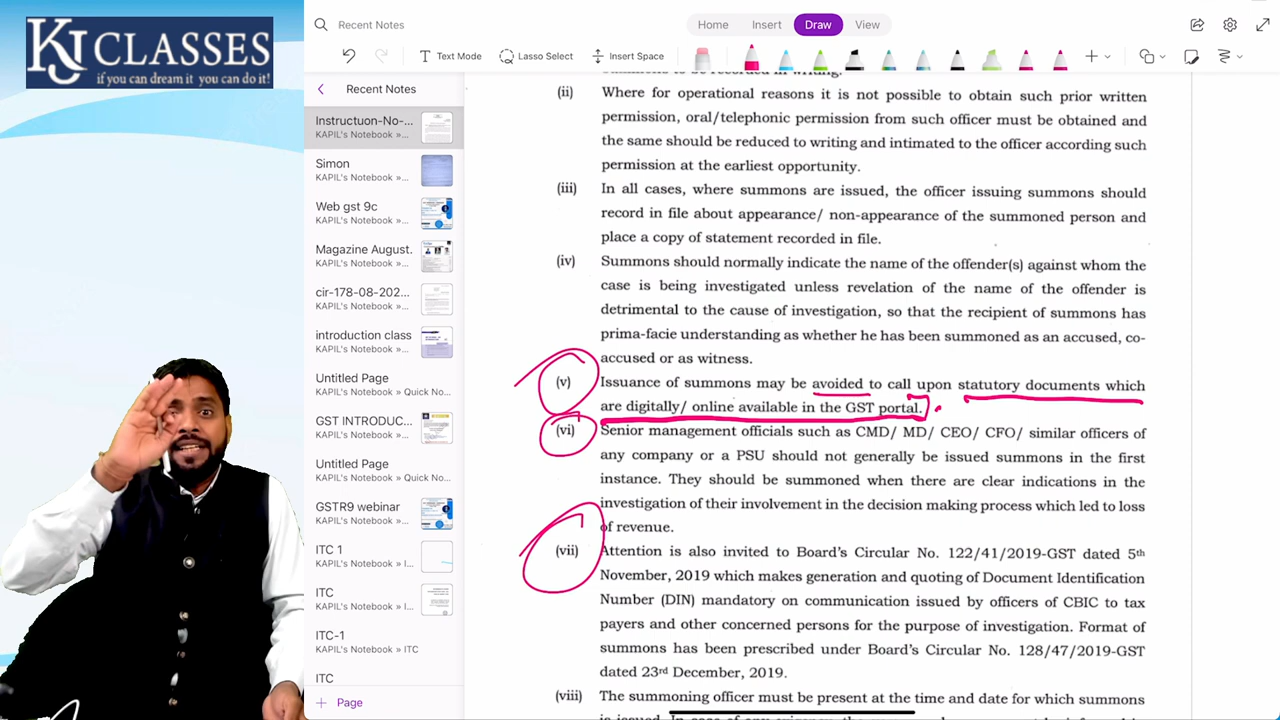 KJ CLASSES
if you can dream it you can do it!
Recent Notes
Home
Insert
Draw
View
Text Mode
Lasso Select
Insert Space
Recent Notes
Instructuon-No-...
KAPIL's Notebook »...
Simon
KAPIL's Notebook »...
Web gst 9c
KAPIL's Notebook »...
Magazine August.
KAPIL's Notebook »...
cir-178-08-202...
KAPIL's Notebook »...
introduction class
KAPIL's Notebook »...
Untitled Page
KAPIL's Notebook » Quick No...
GST INTRODUC...
KAPIL's Notebook »...
Untitled Page
KAPIL's Notebook » Quick No...
GSTR9 webinar
KAPIL's Notebook »...
ITC 1
KAPIL's Notebook » I...
ITC
KAPIL's Notebook » I...
ITC-1
KAPIL's Notebook » ITC
ITC
Page
Summons to be recorded in writing.
(ii) Where for operational reasons it is not possible to obtain such prior written
permission, oral/telephonic permission from such officer must be obtained and
the same should be reduced to writing and intimated to the officer according such
permission at the earliest opportunity.
(iii) In all cases, where summons are issued, the officer issuing summons should
record in file about appearance/ non-appearance of the summoned person and
place a copy of statement recorded in file.
(iv) Summons should normally indicate the name of the offender(s) against whom the
case is being investigated unless revelation of the name of the offender is
detrimental to the cause of investigation, so that the recipient of summons has
prima-facie understanding as whether he has been summoned as an accused, co-
accused or as witness.
(v) Issuance of summons may be avoided to call upon statutory documents which
are digitally/ online available in the GST portal.
(vi) Senior management officials such as CMD/ MD/ CEO/ CFO/ similar officers of
any company or a PSU should not generally be issued summons in the first
instance. They should be summoned when there are clear indications in the
investigation of their involvement in the decision making process which led to loss
of revenue.
(vii) Attention is also invited to Board's Circular No. 122/41/2019-GST dated 5th
November, 2019 which makes generation and quoting of Document Identification
Number (DIN) mandatory on communication issued by officers of CBIC to tax
payers and other concerned persons for the purpose of investigation. Format of
summons has been prescribed under Board's Circular No. 128/47/2019-GST
dated 23rd December, 2019.
(viii) The summoning officer must be present at the time and date for which summons